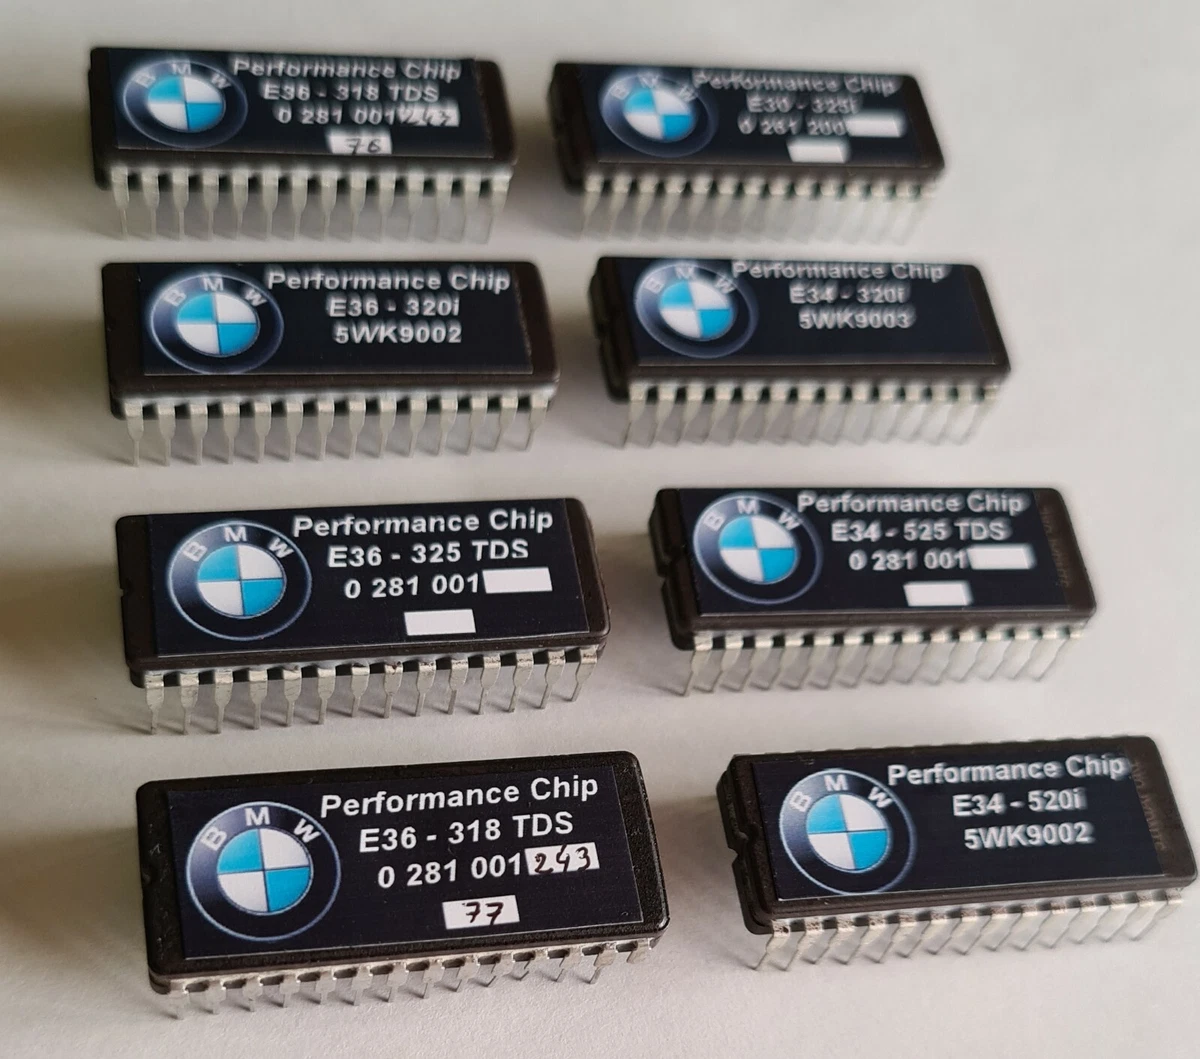 BMW
Performance Chip
E36 - 318 TDS
0 281 001 243
76
BMW
Performance Chip
0 261 200
BMW
Performance Chip
E36 - 320i
5WK9002
BMW
Performance Chip
E34 - 320i
5WK9003
BMW
Performance Chip
E36 - 325 TDS
0 281 001
BMW
Performance Chip
E34 - 525 TDS
0 281 001
BMW
Performance Chip
E36 - 318 TDS
0 281 001 243
77
BMW
Performance Chip
E34 - 520i
5WK9002